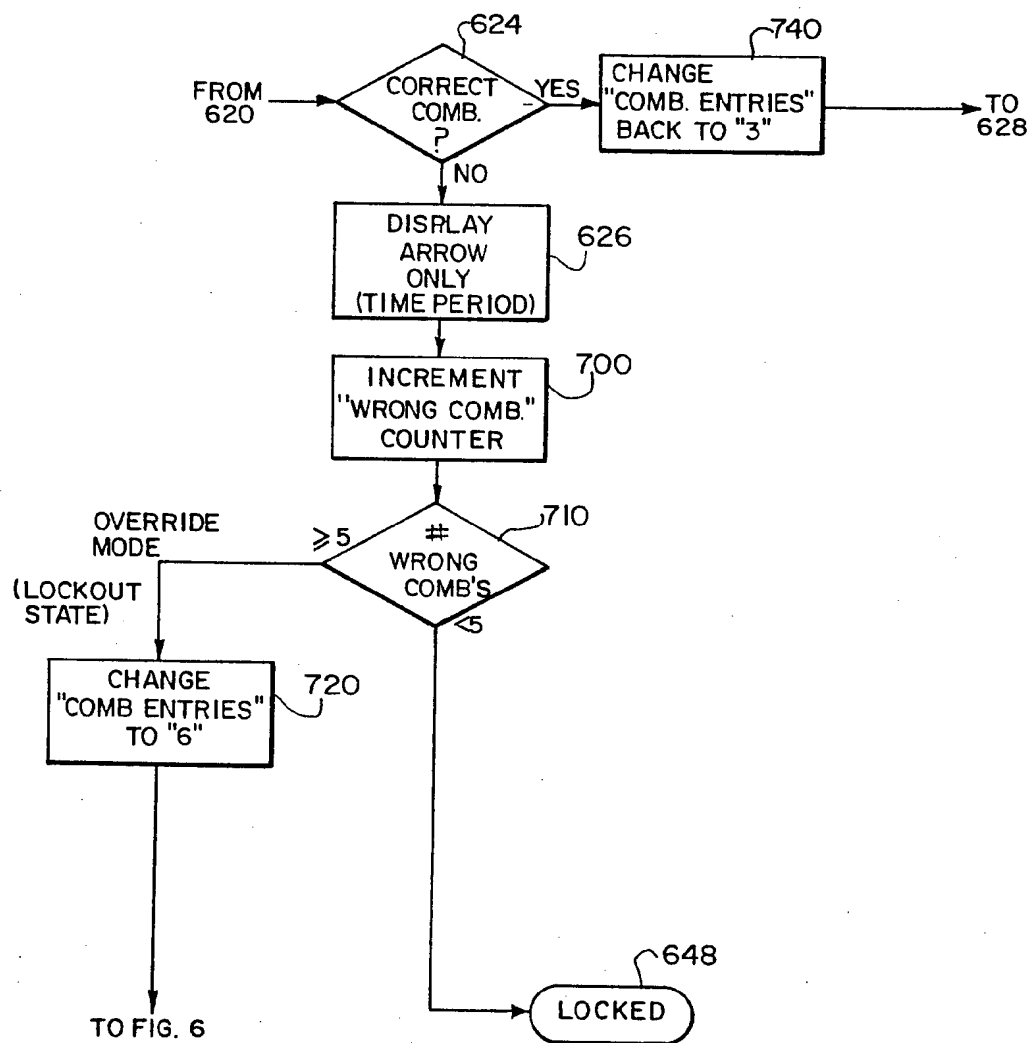 624
740
FROM
620
CORRECT
COMB.
?
YES
CHANGE
"COMB. ENTRIES"
BACK TO "3"
TO
628
NO
DISPLAY
ARROW
ONLY
(TIME PERIOD)
626
INCREMENT
"WRONG COMB."
COUNTER
700
OVERRIDE
MODE
≥5
#
WRONG
COMB'S
710
(LOCKOUT
STATE)
<5
CHANGE
"COMB ENTRIES"
TO "6"
720
648
LOCKED
TO FIG. 6